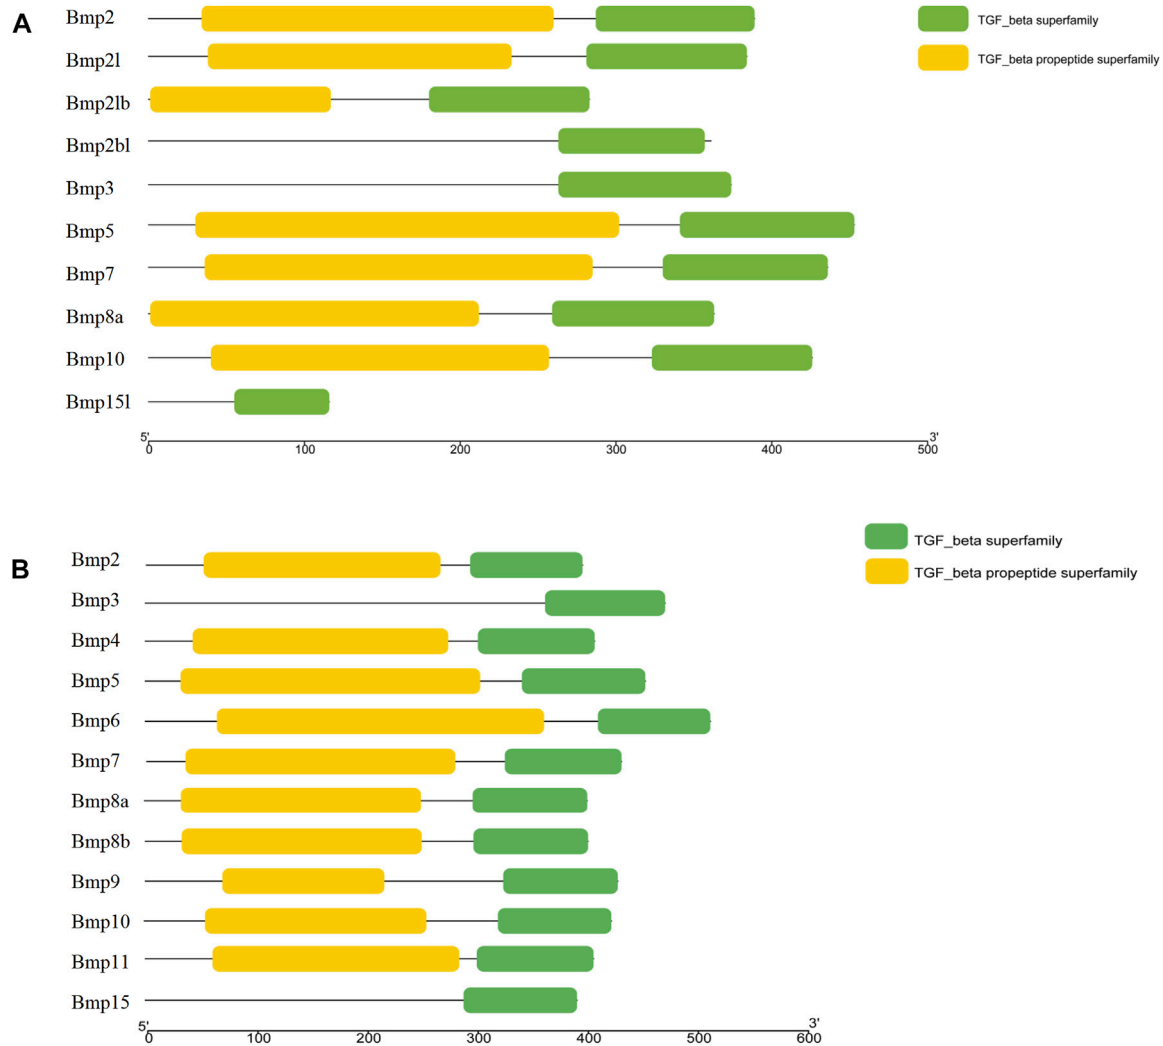 A
Bmp2
TGF_beta superfamily
Bmp2l
TGF_beta propeptide superfamily
Bmp2lb
Bmp2bl
Bmp3
Bmp5
Bmp7
Bmp8a
Bmp10
Bmp15l
5' 3'
0 100 200 300 400 500
B
TGF_beta superfamily
TGF_beta propeptide superfamily
Bmp2
Bmp3
Bmp4
Bmp5
Bmp6
Bmp7
Bmp8a
Bmp8b
Bmp9
Bmp10
Bmp11
Bmp15
5' 3'
0 100 200 300 400 500 600